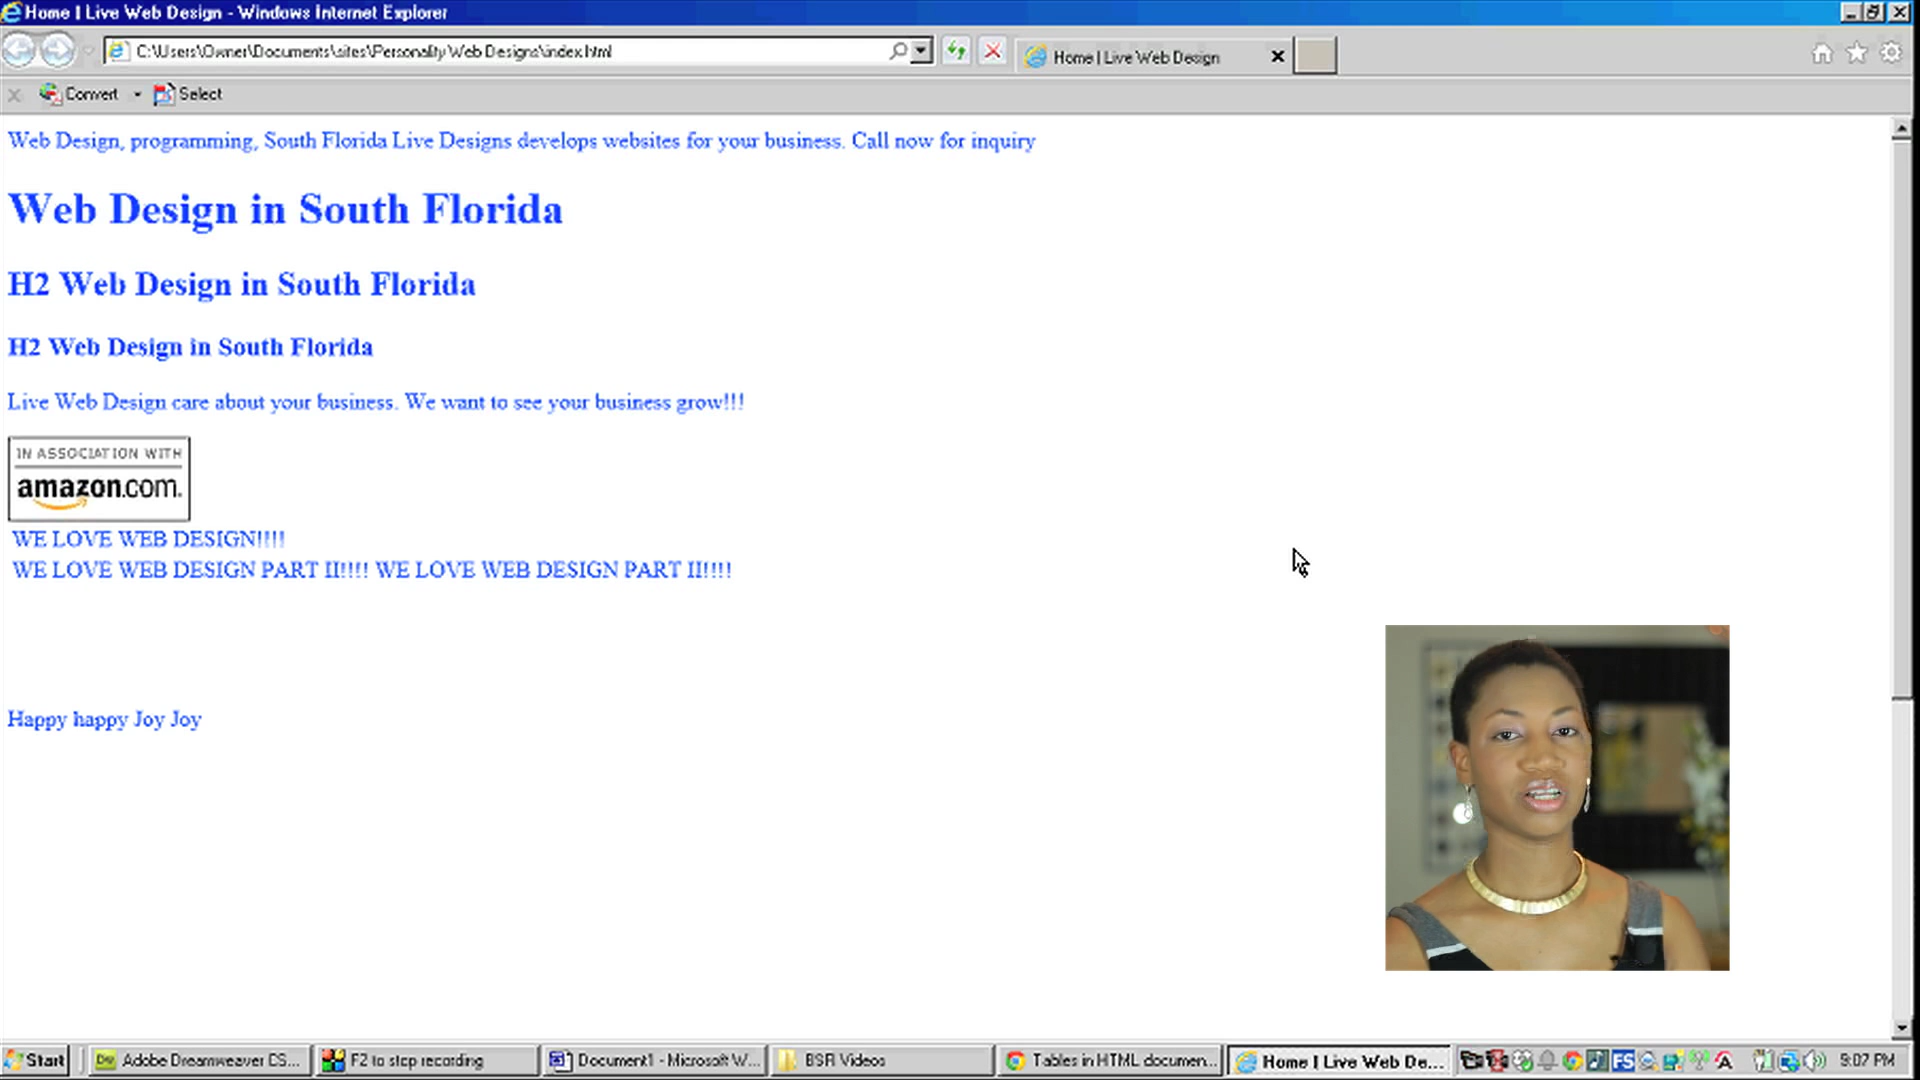 Home | Live Web Design - Windows Internet Explorer
C:\Users\Owner\Documents\sites\Personality Web Designs\index.html
Home | Live Web Design
Convert Select
Web Design, programming, South Florida Live Designs develops websites for your business. Call now for inquiry
Web Design in South Florida
H2 Web Design in South Florida
H2 Web Design in South Florida
Live Web Design care about your business. We want to see your business grow!!!
IN ASSOCIATION WITH
amazon.com.
WE LOVE WEB DESIGN!!!!
WE LOVE WEB DESIGN PART II!!!! WE LOVE WEB DESIGN PART II!!!!
Happy happy Joy Joy
Start Dw Adobe Dreamweaver CS... F2 to stop recording Document1 - Microsoft W... BSR Videos Tables in HTML documen... Home | Live Web De... FS 9:07 PM